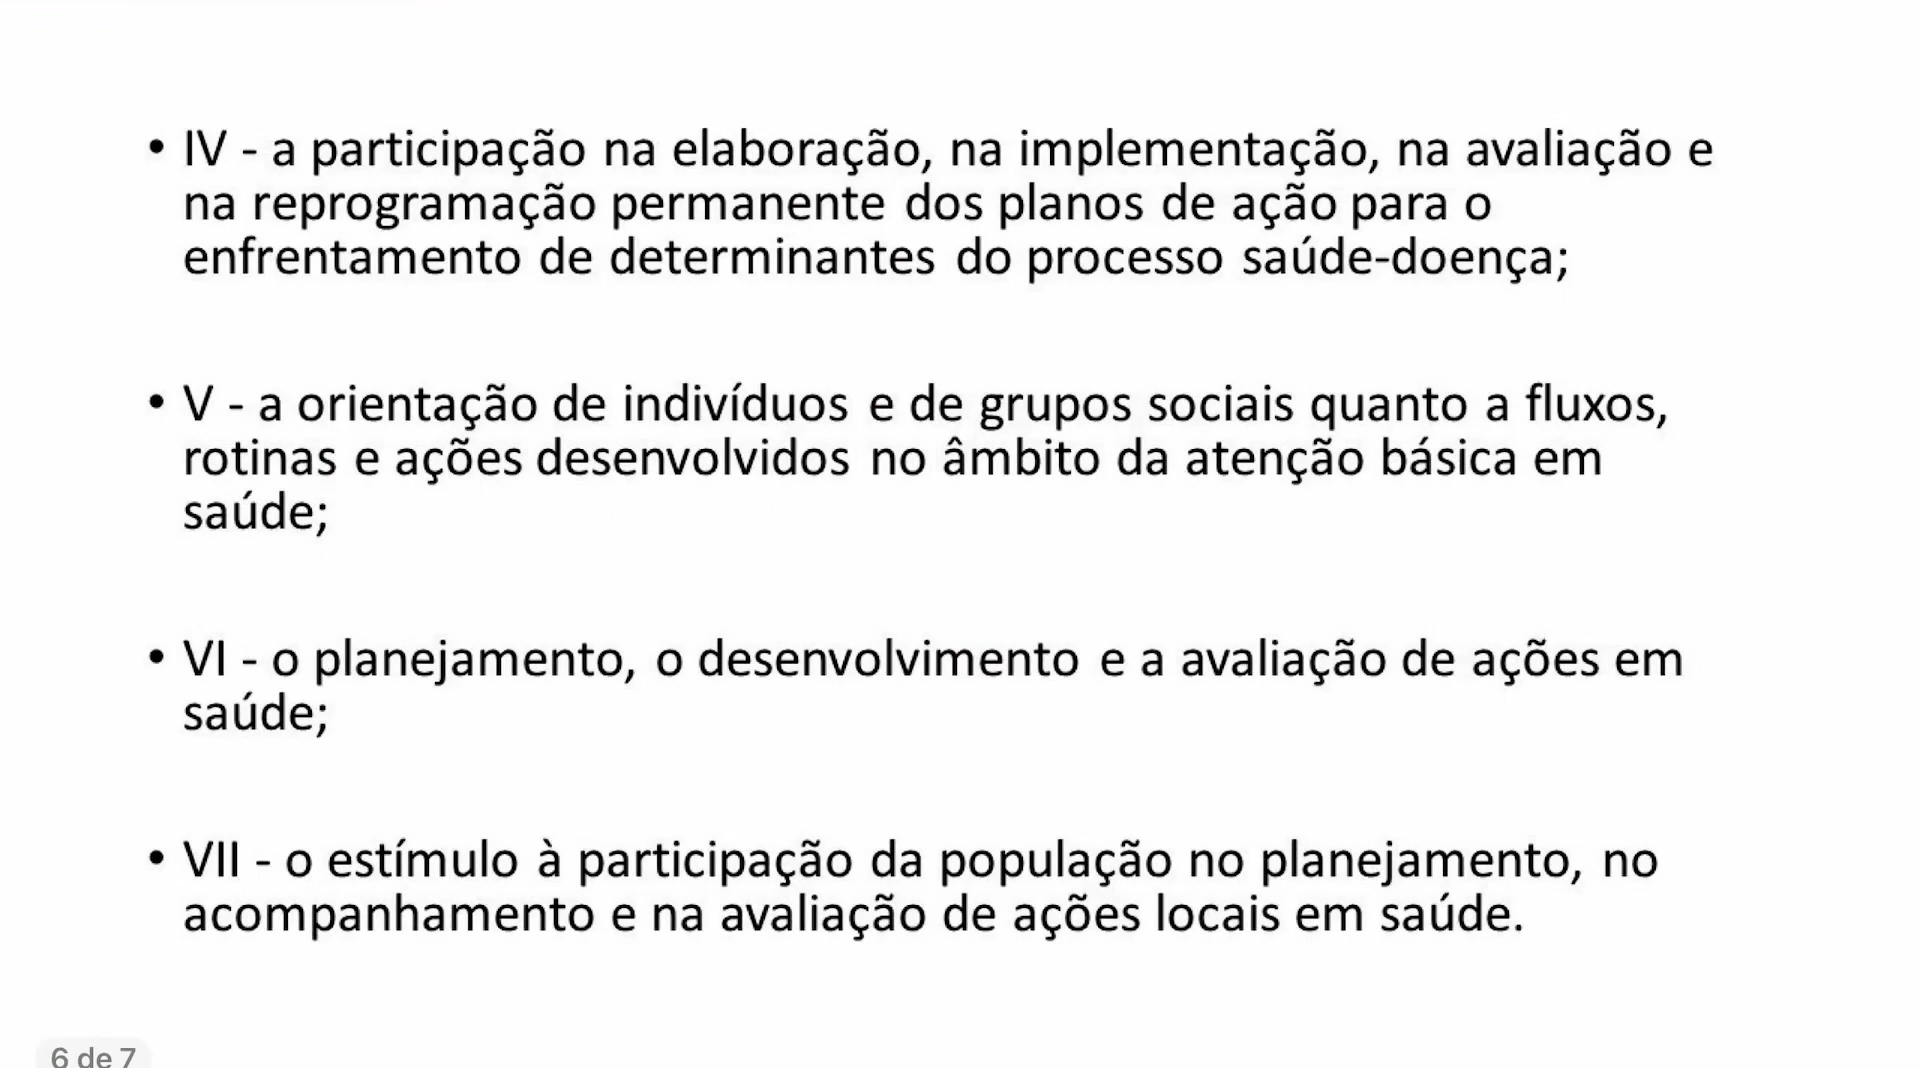 • IV - a participação na elaboração, na implementação, na avaliação e
na reprogramação permanente dos planos de ação para o
enfrentamento de determinantes do processo saúde-doença;
• V - a orientação de indivíduos e de grupos sociais quanto a fluxos,
rotinas e ações desenvolvidos no âmbito da atenção básica em
saúde;
• VI - o planejamento, o desenvolvimento e a avaliação de ações em
saúde;
• VII - o estímulo à participação da população no planejamento, no
acompanhamento e na avaliação de ações locais em saúde.
6 de 7